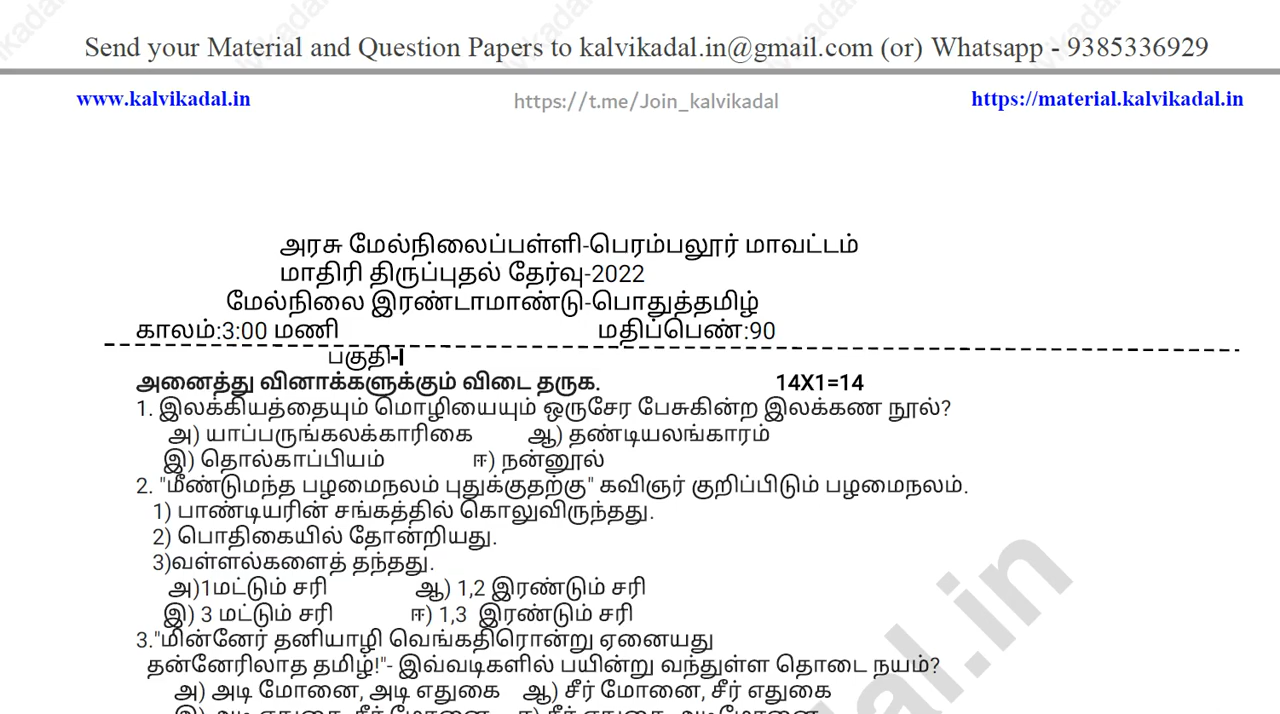 Send your Material and Question Papers to kalvikadal.in@gmail.com (or) Whatsapp - 9385336929
www.kalvikadal.in https://t.me/Join_kalvikadal https://material.kalvikadal.in
அரசு மேல்நிலைப்பள்ளி-பெரம்பலூர் மாவட்டம்
மாதிரி திருப்புதல் தேர்வு-2022
மேல்நிலை இரண்டாமாண்டு-பொதுத்தமிழ்
காலம்:3:00 மணி மதிப்பெண்:90
பகுதி-I
அனைத்து வினாக்களுக்கும் விடை தருக. 14X1=14
1. இலக்கியத்தையும் மொழியையும் ஒருசேர பேசுகின்ற இலக்கண நூல்?
அ) யாப்பருங்கலக்காரிகை ஆ) தண்டியலங்காரம்
இ) தொல்காப்பியம் ஈ) நன்னூல்
2. "மீண்டுமந்த பழமைநலம் புதுக்குதற்கு" கவிஞர் குறிப்பிடும் பழமைநலம்.
1) பாண்டியரின் சங்கத்தில் கொலுவிருந்தது.
2) பொதிகையில் தோன்றியது.
3)வள்ளல்களைத் தந்தது.
அ)1மட்டும் சரி ஆ) 1,2 இரண்டும் சரி
இ) 3 மட்டும் சரி ஈ) 1,3 இரண்டும் சரி
3."மின்னேர் தனியாழி வெங்கதிரொன்று ஏனையது
தன்னேரிலாத தமிழ்!"- இவ்வடிகளில் பயின்று வந்துள்ள தொடை நயம்?
அ) அடி மோனை, அடி எதுகை ஆ) சீர் மோனை, சீர் எதுகை